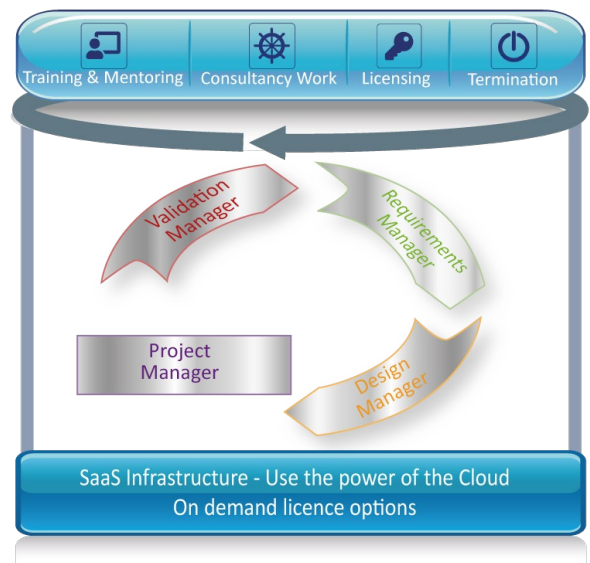 Training & Mentoring
Consultancy Work
Licensing
Termination
Validation
Manager
Requirements
Manager
Project
Manager
Design
Manager
SaaS Infrastructure - Use the power of the Cloud
On demand licence options